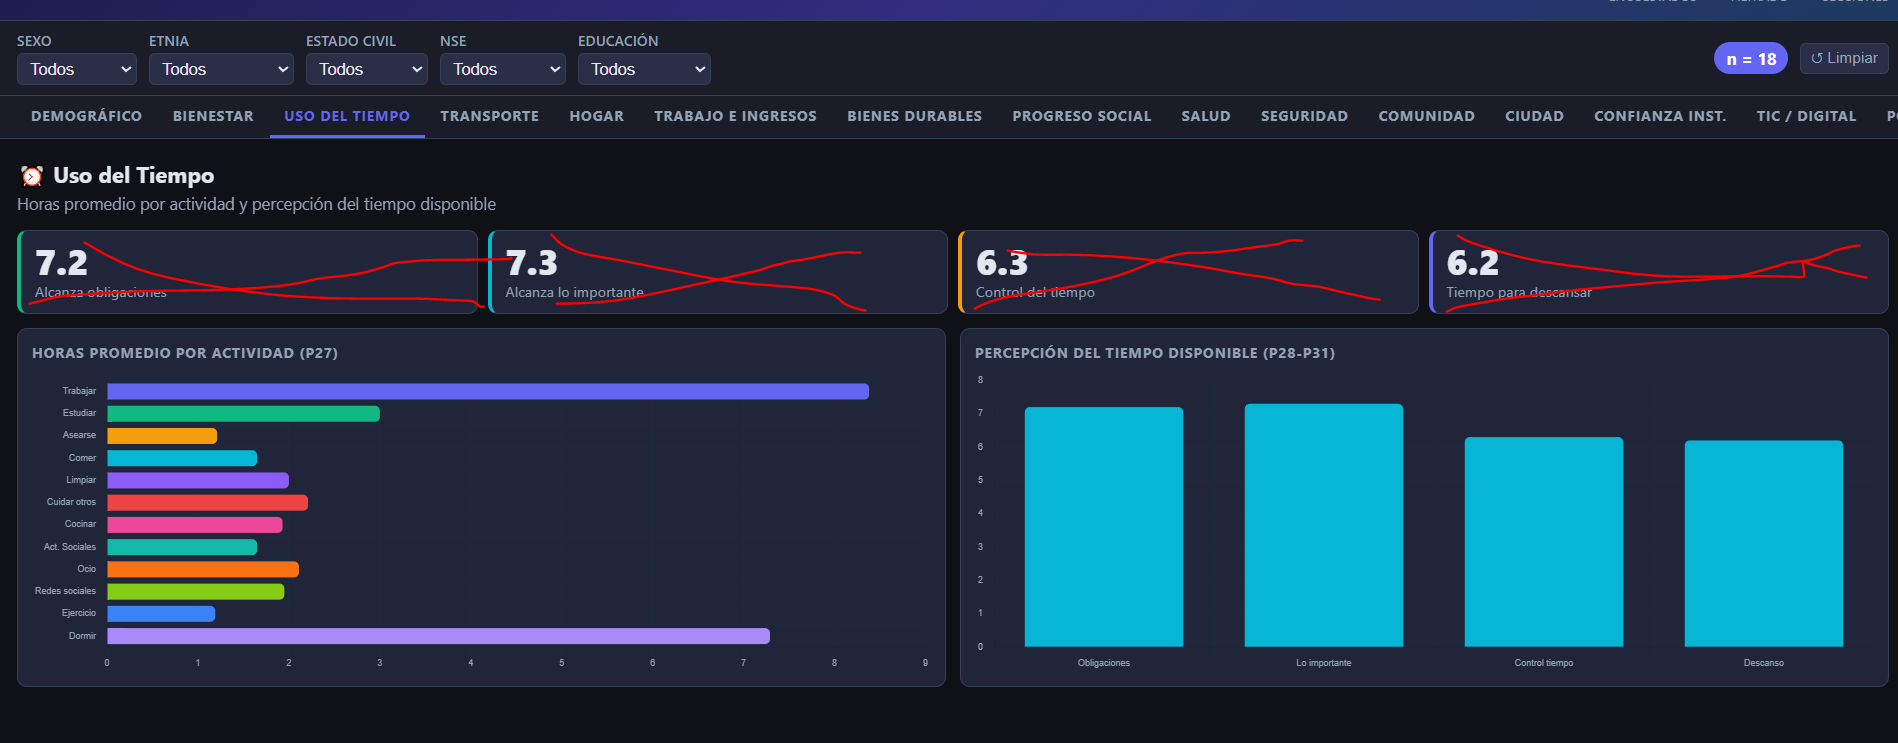 SEXO ETNIA ESTADO CIVIL NSE EDUCACIÓN
Todos Todos Todos Todos Todos n = 18 ↺ Limpiar
DEMOGRÁFICO BIENESTAR USO DEL TIEMPO TRANSPORTE HOGAR TRABAJO E INGRESOS BIENES DURABLES PROGRESO SOCIAL SALUD SEGURIDAD COMUNIDAD CIUDAD CONFIANZA INST. TIC / DIGITAL
Uso del Tiempo
Horas promedio por actividad y percepción del tiempo disponible
7.2
Alcanza obligaciones
7.3
Alcanza lo importante
6.3
Control del tiempo
6.2
Tiempo para descansar
HORAS PROMEDIO POR ACTIVIDAD (P27)
Trabajar
Estudiar
Asearse
Comer
Limpiar
Cuidar otros
Cocinar
Act. Sociales
Ocio
Redes sociales
Ejercicio
Dormir
0 1 2 3 4 5 6 7 8 9
PERCEPCIÓN DEL TIEMPO DISPONIBLE (P28-P31)
8
7
6
5
4
3
2
1
0
Obligaciones Lo importante Control tiempo Descanso